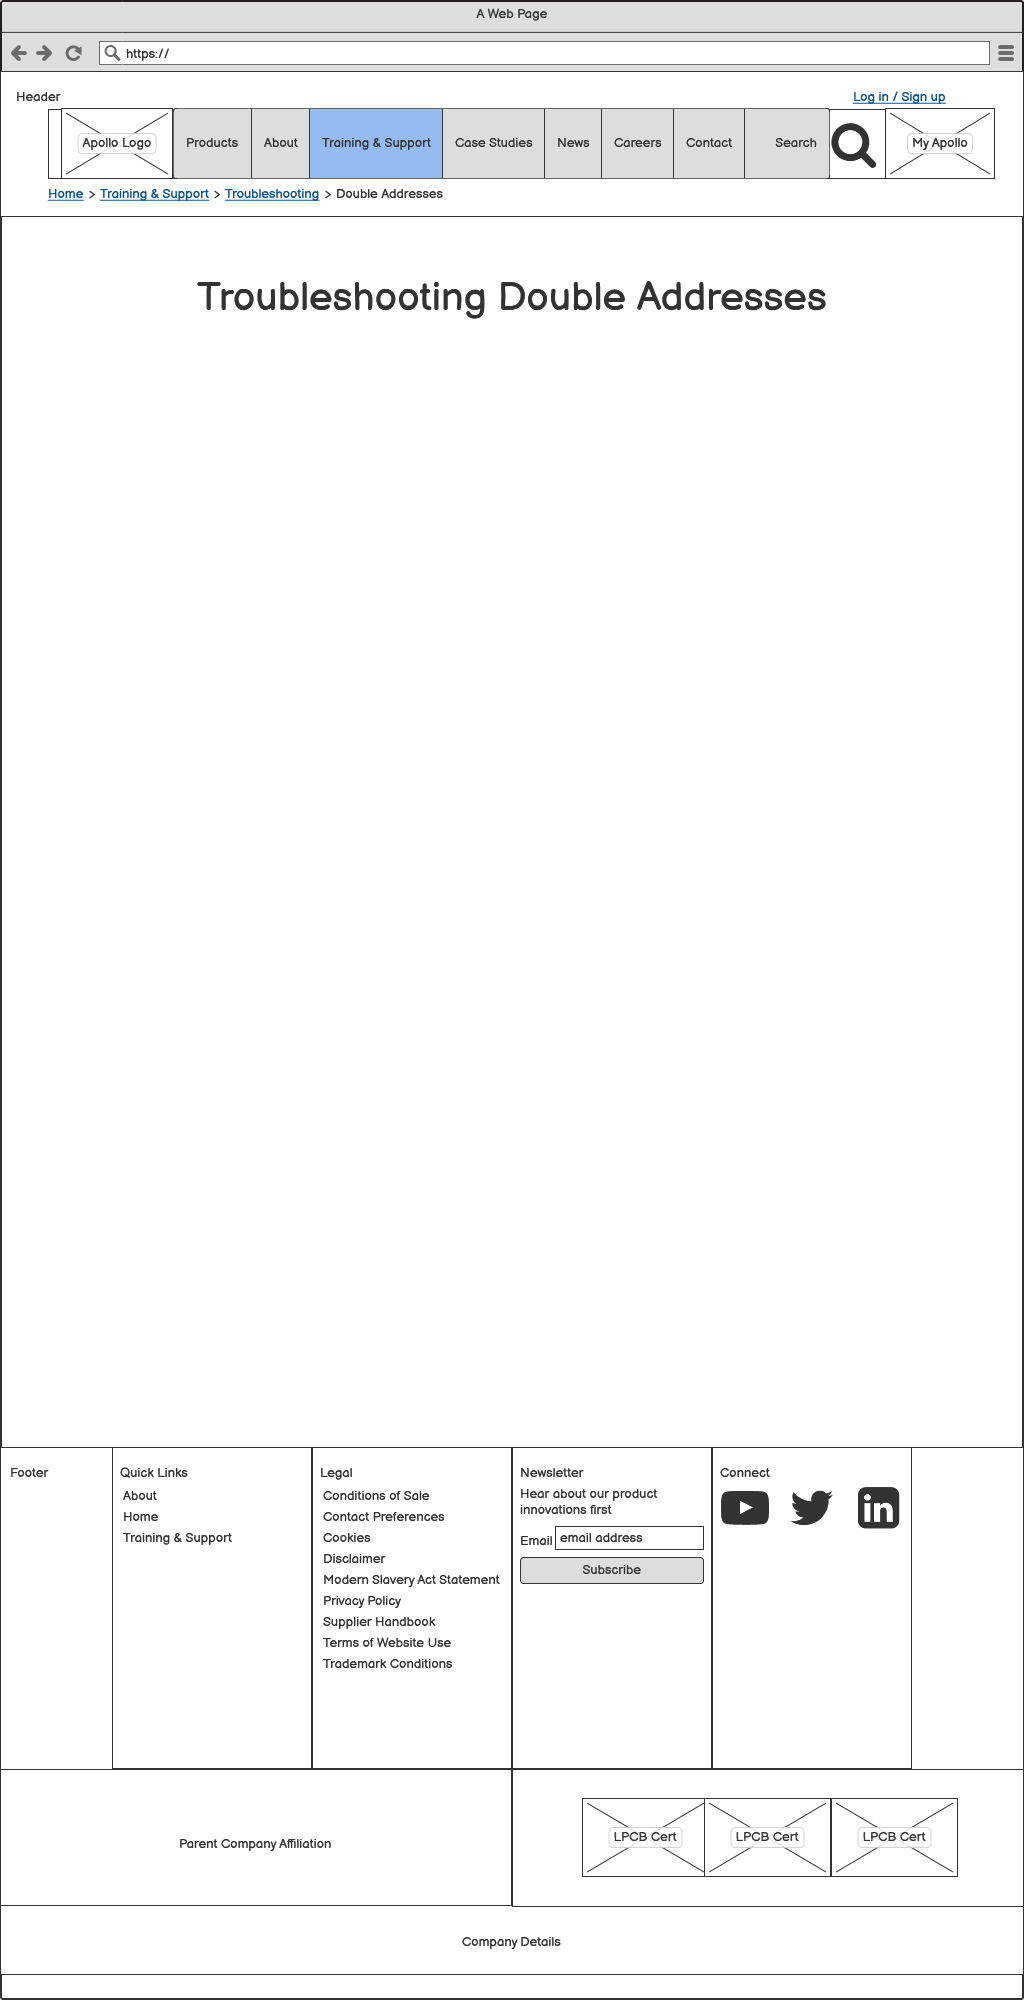 A Web Page
https://
Header
Log in / Sign up
Apollo Logo
Products
About
Training & Support
Case Studies
News
Careers
Contact
Search
My Apollo
Home > Training & Support > Troubleshooting > Double Addresses
Troubleshooting Double Addresses
Footer
Quick Links
About
Home
Training & Support
Legal
Conditions of Sale
Contact Preferences
Cookies
Disclaimer
Modern Slavery Act Statement
Privacy Policy
Supplier Handbook
Terms of Website Use
Trademark Conditions
Newsletter
Hear about our product
innovations first
Email
email address
Subscribe
Connect
in
Parent Company Affiliation
LPCB Cert
LPCB Cert
LPCB Cert
Company Details